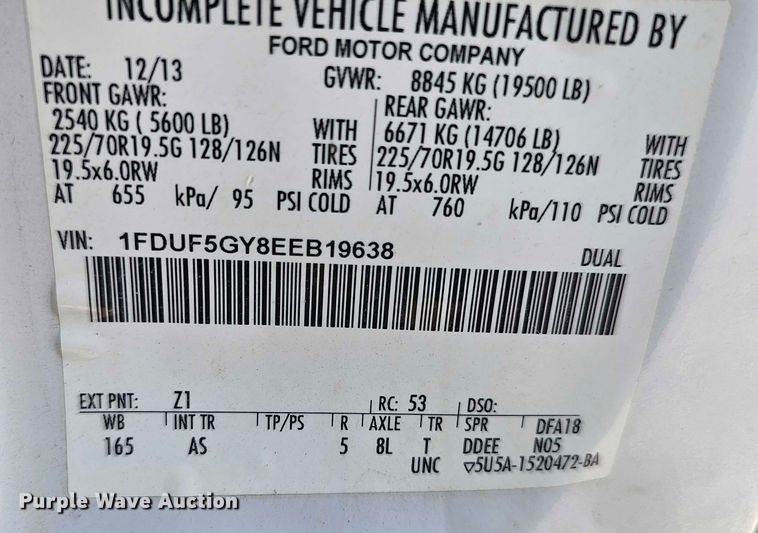 INCOMPLETE VEHICLE MANUFACTURED BY
FORD MOTOR COMPANY
DATE: 12/13 GVWR: 8845 KG (19500 LB)
FRONT GAWR: REAR GAWR:
2540 KG ( 5600 LB) WITH 6671 KG (14706 LB) WITH
225/70R19.5G 128/126N TIRES 225/70R19.5G 128/126N TIRES
19.5x6.0RW RIMS 19.5x6.0RW RIMS
AT 655 kPa/ 95 PSI COLD AT 760 kPa/110 PSI COLD
VIN: 1FDUF5GY8EEB19638 DUAL
EXT PNT: Z1 RC: 53 DSO:
WB INT TR TP/PS R AXLE TR SPR DFA18
165 AS 5 8L T DDEE N05
UNC ▽5U5A-1520472-BA
Purple Wave Auction